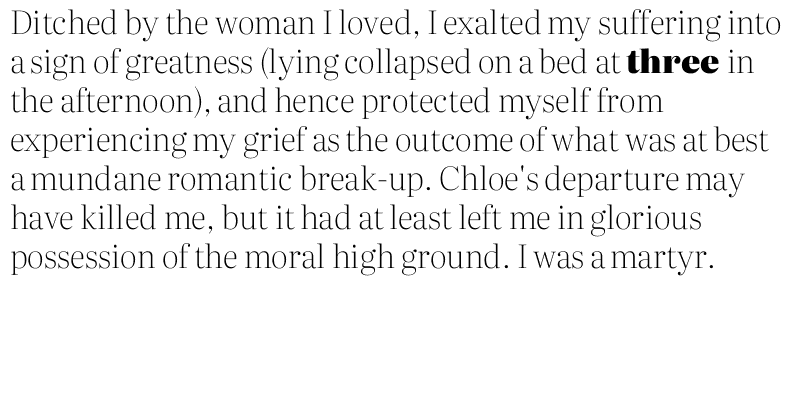 Ditched by the woman I loved, I exalted my suffering into
a sign of greatness (lying collapsed on a bed at three in
the afternoon), and hence protected myself from
experiencing my grief as the outcome of what was at best
a mundane romantic break-up. Chloe's departure may
have killed me, but it had at least left me in glorious
possession of the moral high ground. I was a martyr.